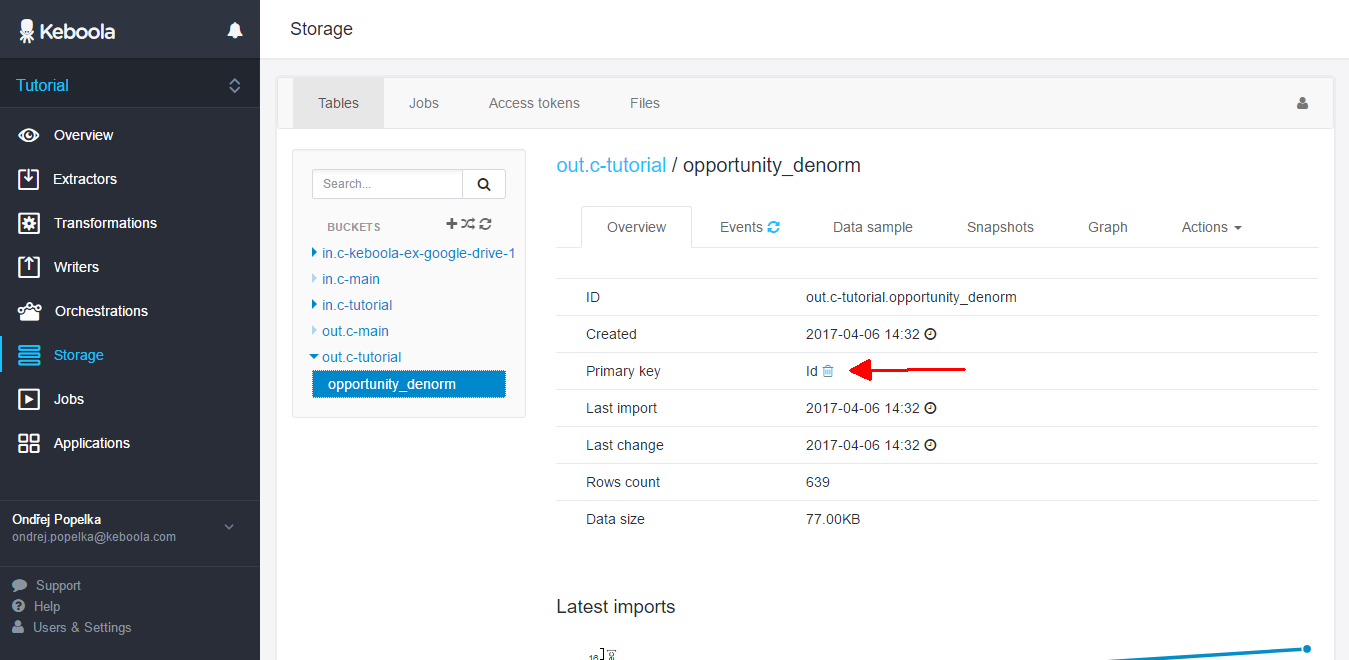 Keboola
Tutorial
Overview
Extractors
Transformations
Writers
Orchestrations
Storage
Jobs
Applications
Ondřej Popelka
ondrej.popelka@keboola.com
Support
Help
Users & Settings
Storage
Tables Jobs Access tokens Files
Search...
BUCKETS
in.c-keboola-ex-google-drive-1
in.c-main
in.c-tutorial
out.c-main
out.c-tutorial
opportunity_denorm
out.c-tutorial / opportunity_denorm
Overview Events Data sample Snapshots Graph Actions
ID out.c-tutorial.opportunity_denorm
Created 2017-04-06 14:32
Primary key Id
Last import 2017-04-06 14:32
Last change 2017-04-06 14:32
Rows count 639
Data size 77.00KB
Latest imports